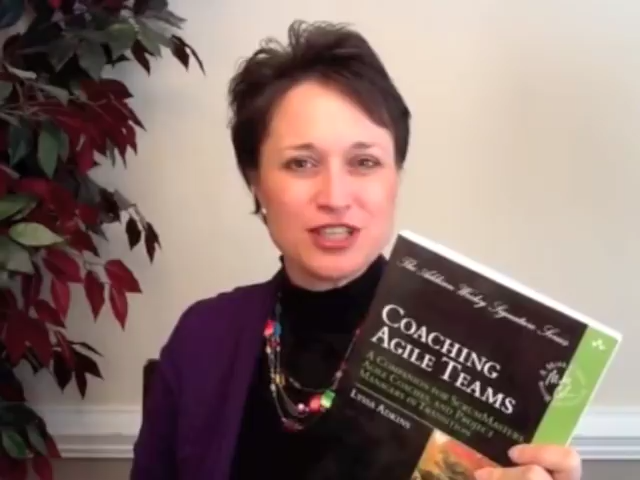 The Addison Wesley Signature Series
COACHING
AGILE TEAMS
A COMPANION FOR SCRUMMASTERS,
AGILE COACHES, AND PROJECT
MANAGERS IN TRANSITION
LYSSA ADKINS
A MIKE